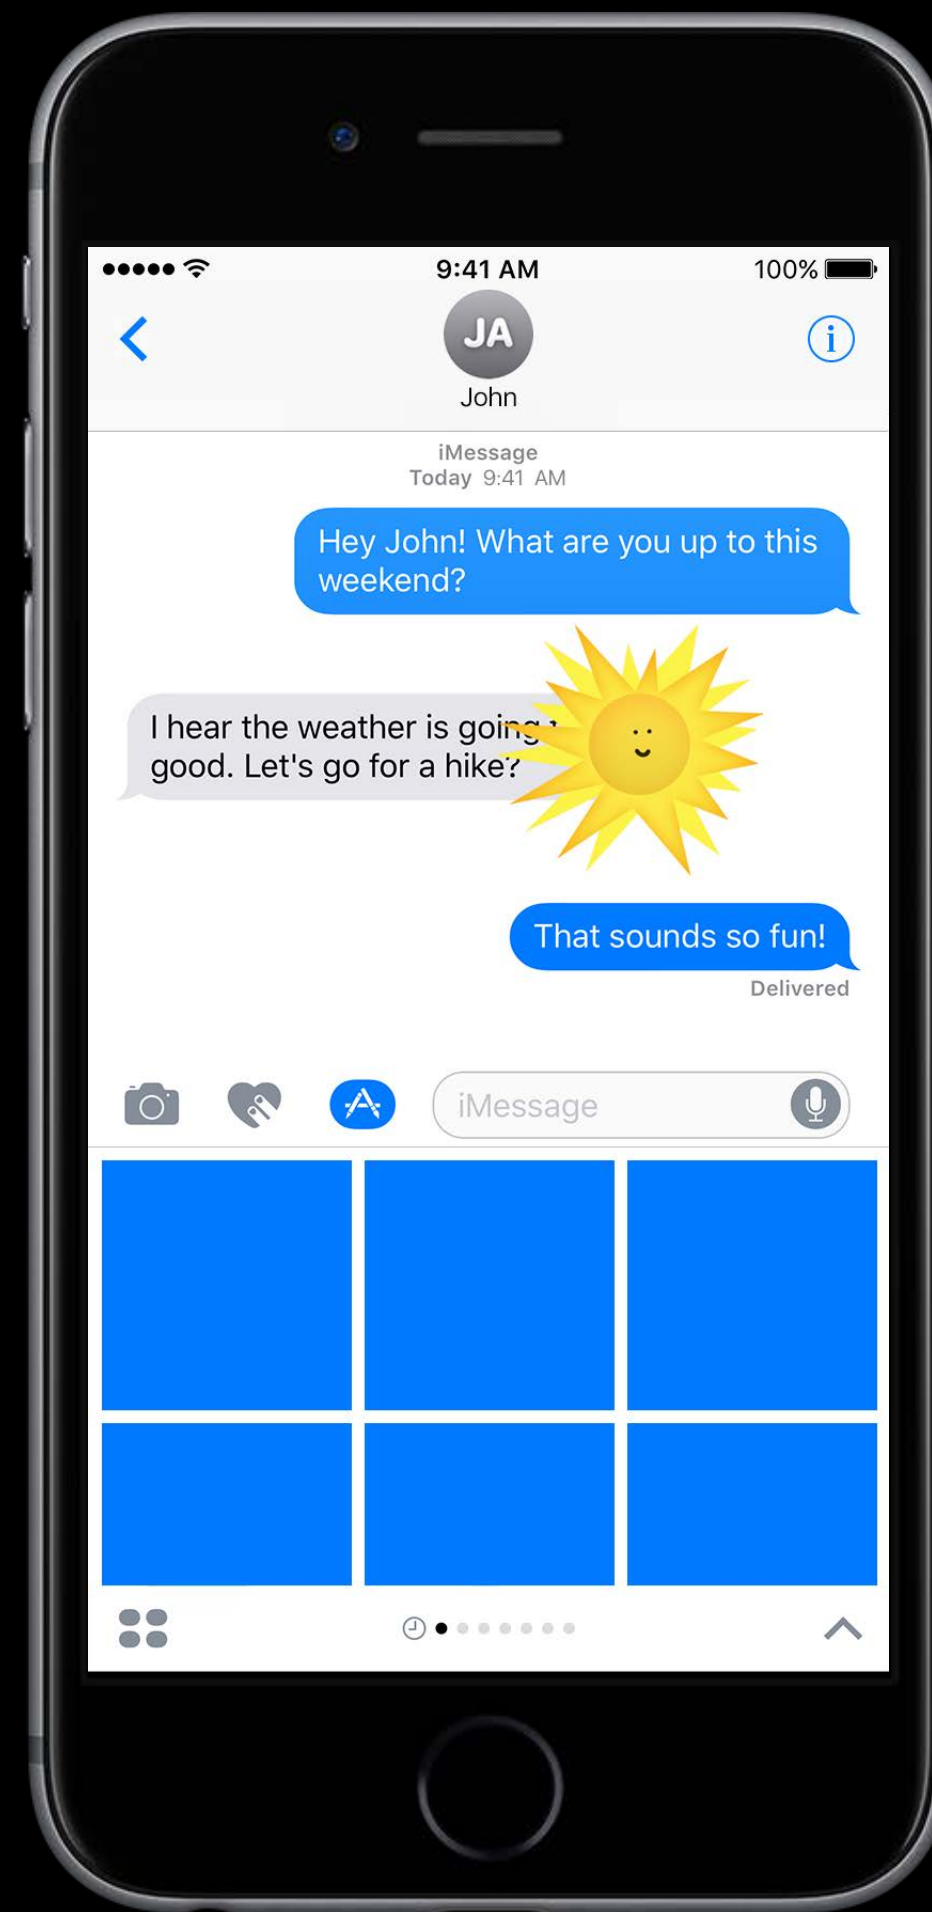 9:41 AM
100%
JA
John
iMessage
Today 9:41 AM
Hey John! What are you up to this
weekend?
I hear the weather is going
good. Let's go for a hike?
That sounds so fun!
Delivered
iMessage